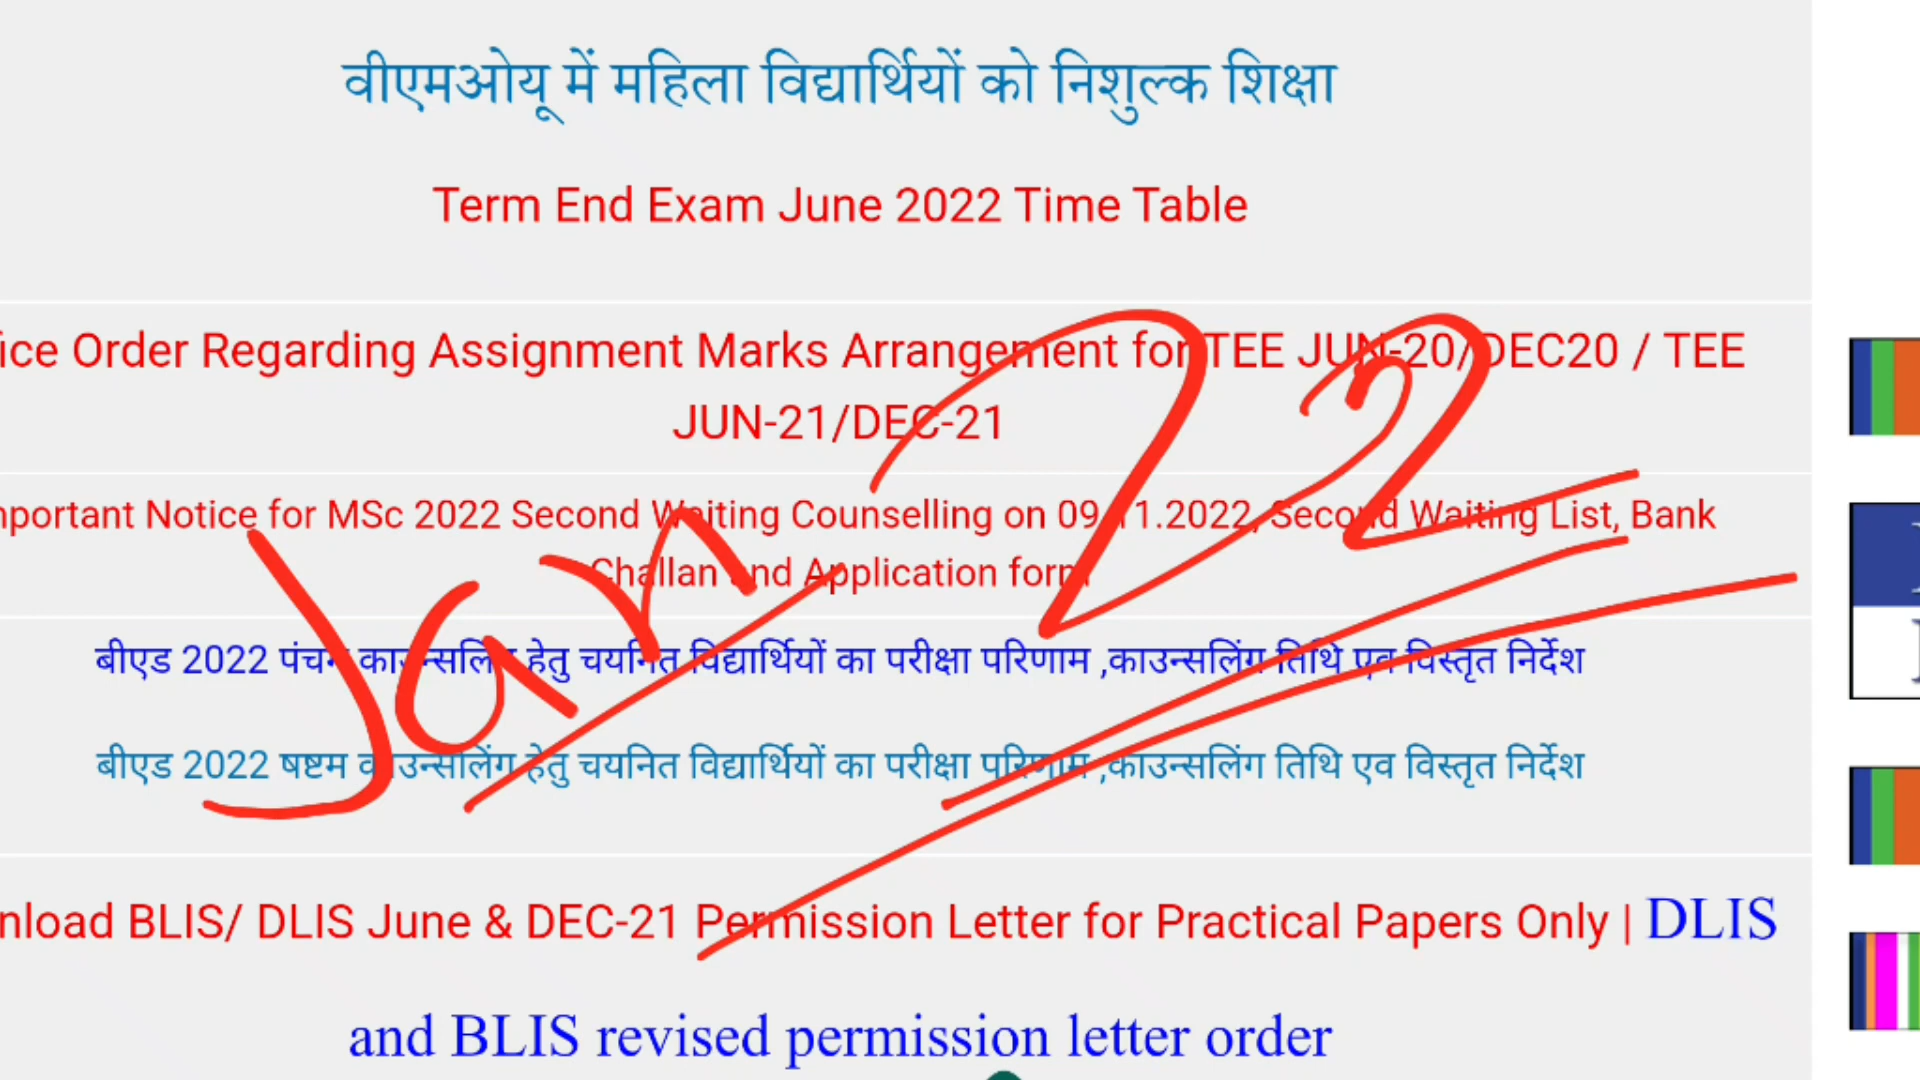 वीएमओयू में महिला विद्यार्थियों को निशुल्क शिक्षा
Term End Exam June 2022 Time Table
ice Order Regarding Assignment Marks Arrangement for TEE JUN-20/DEC20 / TEE
JUN-21/DEC-21
mportant Notice for MSc 2022 Second Waiting Counselling on 09.11.2022, Second Waiting List, Bank
Challan and Application form
Jan 22
बीएड 2022 पंचम काउन्सलिंग हेतु चयनित विद्यार्थियों का परीक्षा परिणाम ,काउन्सलिंग तिथि एव विस्तृत निर्देश
बीएड 2022 षष्टम काउन्सलिंग हेतु चयनित विद्यार्थियों का परीक्षा परिणाम ,काउन्सलिंग तिथि एव विस्तृत निर्देश
nload BLIS/ DLIS June & DEC-21 Permission Letter for Practical Papers Only | DLIS
and BLIS revised permission letter order